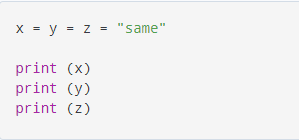 x = y = z = "same"
print (x)
print (y)
print (z)